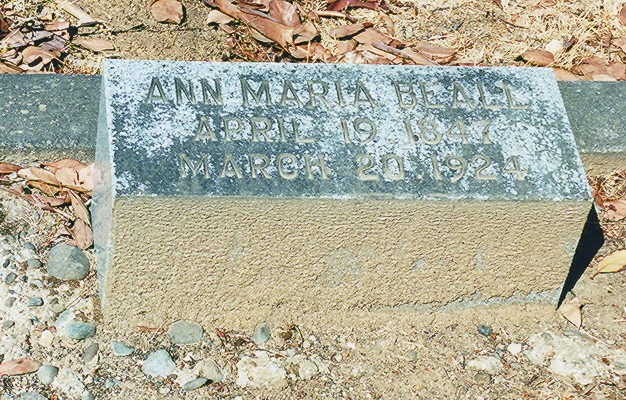 ANN MARIA BEALL
APRIL 19 1847
MARCH 20, 1924